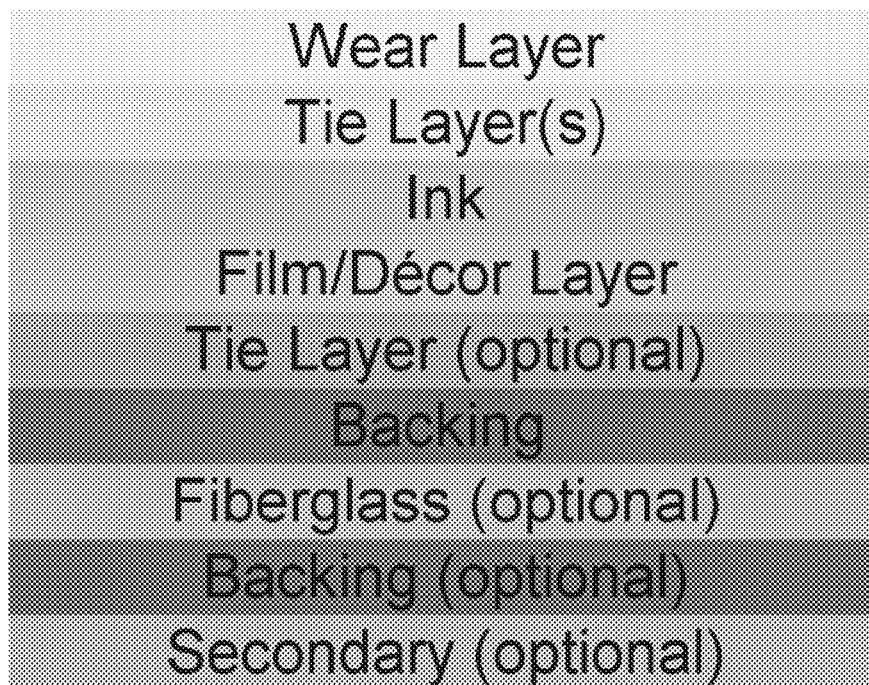 Wear Layer
Tie Layer(s)
Ink
Film/Décor Layer
Tie Layer (optional)
Backing
Fiberglass (optional)
Backing (optional)
Secondary (optional)